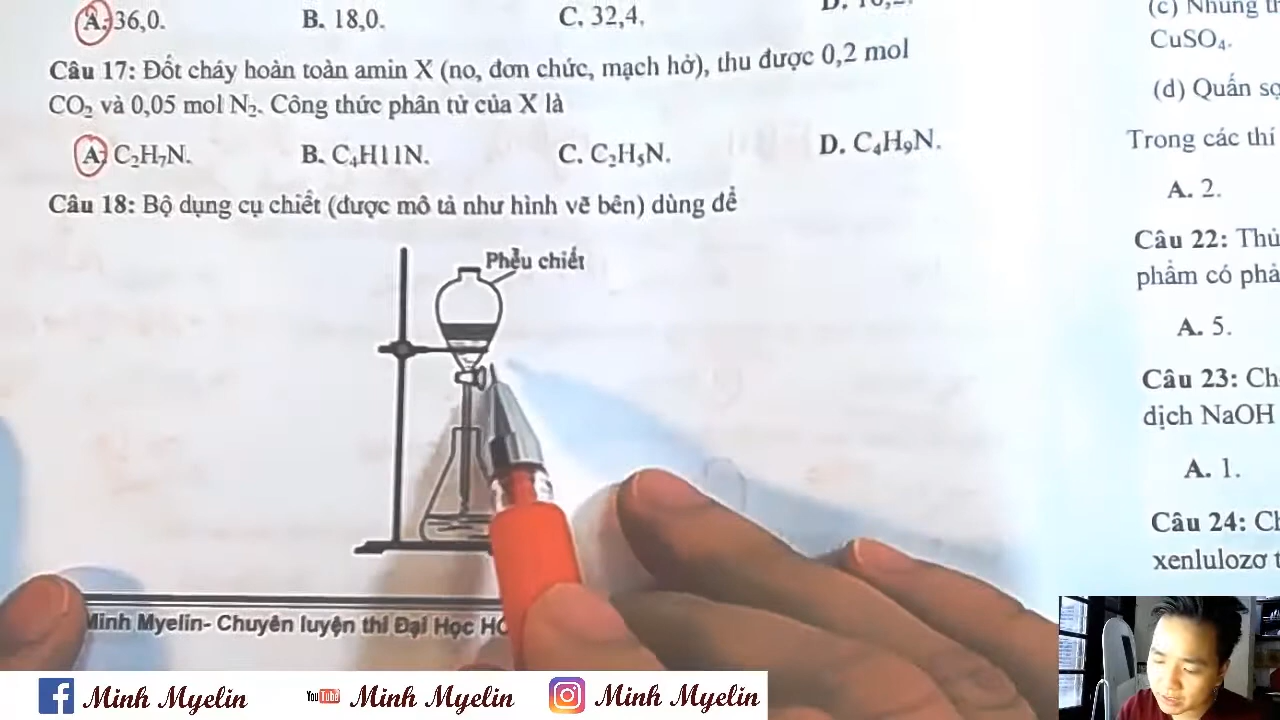 A. 36,0. B. 18,0. C. 32,4.
Câu 17: Đốt cháy hoàn toàn amin X (no, đơn chức, mạch hở), thu được 0,2 mol
CO₂ và 0,05 mol N₂. Công thức phân tử của X là
A. C₂H₇N. B. C₄H11N. C. C₂H₅N. D. C₄H₉N.
Câu 18: Bộ dụng cụ chiết (được mô tả như hình vẽ bên) dùng để
Phễu chiết
Minh Myelin- Chuyên luyện thi Đại Học
CuSO₄.
(d) Quấn
Trong các thí
A. 2.
Câu 22:
phẩm có
A. 5.
Câu 23:
dịch NaOH
A. 1.
Câu 24:
xenlulozơ
Minh Myelin YouTube Minh Myelin Minh Myelin